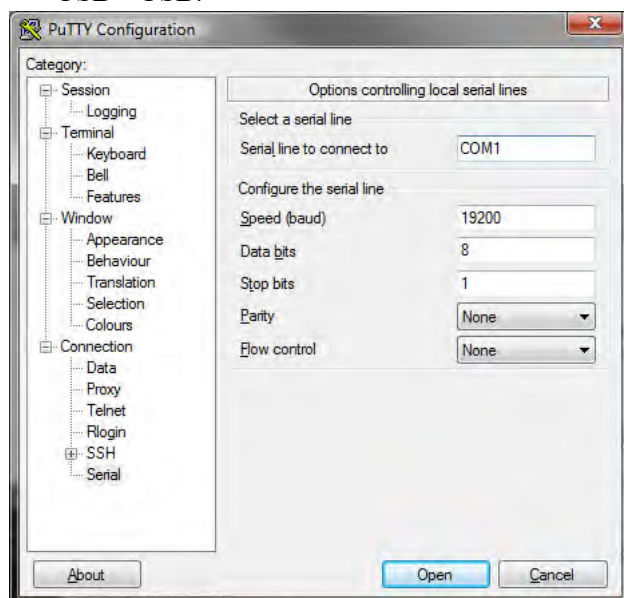 PuTTY Configuration
Category:
Session
Logging
Terminal
Keyboard
Bell
Features
Window
Appearance
Behaviour
Translation
Selection
Colours
Connection
Data
Proxy
Telnet
Rlogin
SSH
Serial
Options controlling local serial lines
Select a serial line
Serial line to connect to COM1
Configure the serial line
Speed (baud) 19200
Data bits 8
Stop bits 1
Parity None
Flow control None
About Open Cancel